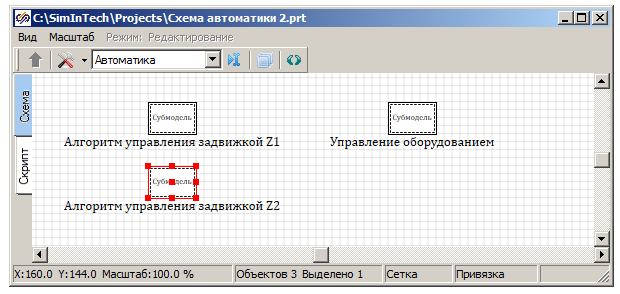 C:\SimInTech\Projects\Схема автоматики 2.prt
Вид Масштаб Режим: Редактирование
Автоматика
Схема
Скрипт
Субмодель Субмодель
Алгоритм управления задвижкой Z1 Управление оборудованием
Субмодель
Алгоритм управления задвижкой Z2
X:160.0 Y:144.0 Масштаб:100.0 % Объектов 3 Выделено 1 Сетка Привязка